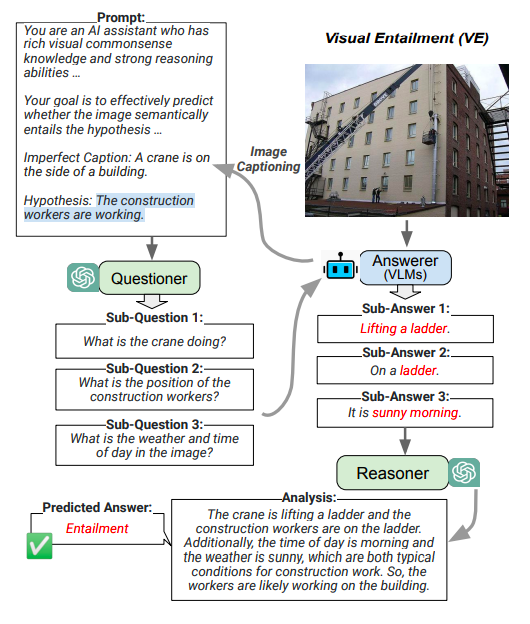 Prompt:
You are an AI assistant who has
rich visual commonsense
knowledge and strong reasoning
abilities ...
Your goal is to effectively predict
whether the image semantically
entails the hypothesis ...
Imperfect Caption: A crane is on
the side of a building.
Hypothesis: The construction
workers are working.
Visual Entailment (VE)
Image
Captioning
Questioner
Answerer
(VLMs)
Sub-Question 1:
What is the crane doing?
Sub-Question 2:
What is the position of the
construction workers?
Sub-Question 3:
What is the weather and time
of day in the image?
Sub-Answer 1:
Lifting a ladder.
Sub-Answer 2:
On a ladder.
Sub-Answer 3:
It is sunny morning.
Reasoner
Predicted Answer:
Entailment
Analysis:
The crane is lifting a ladder and the
construction workers are on the ladder.
Additionally, the time of day is morning and
the weather is sunny, which are both typical
conditions for construction work. So, the
workers are likely working on the building.